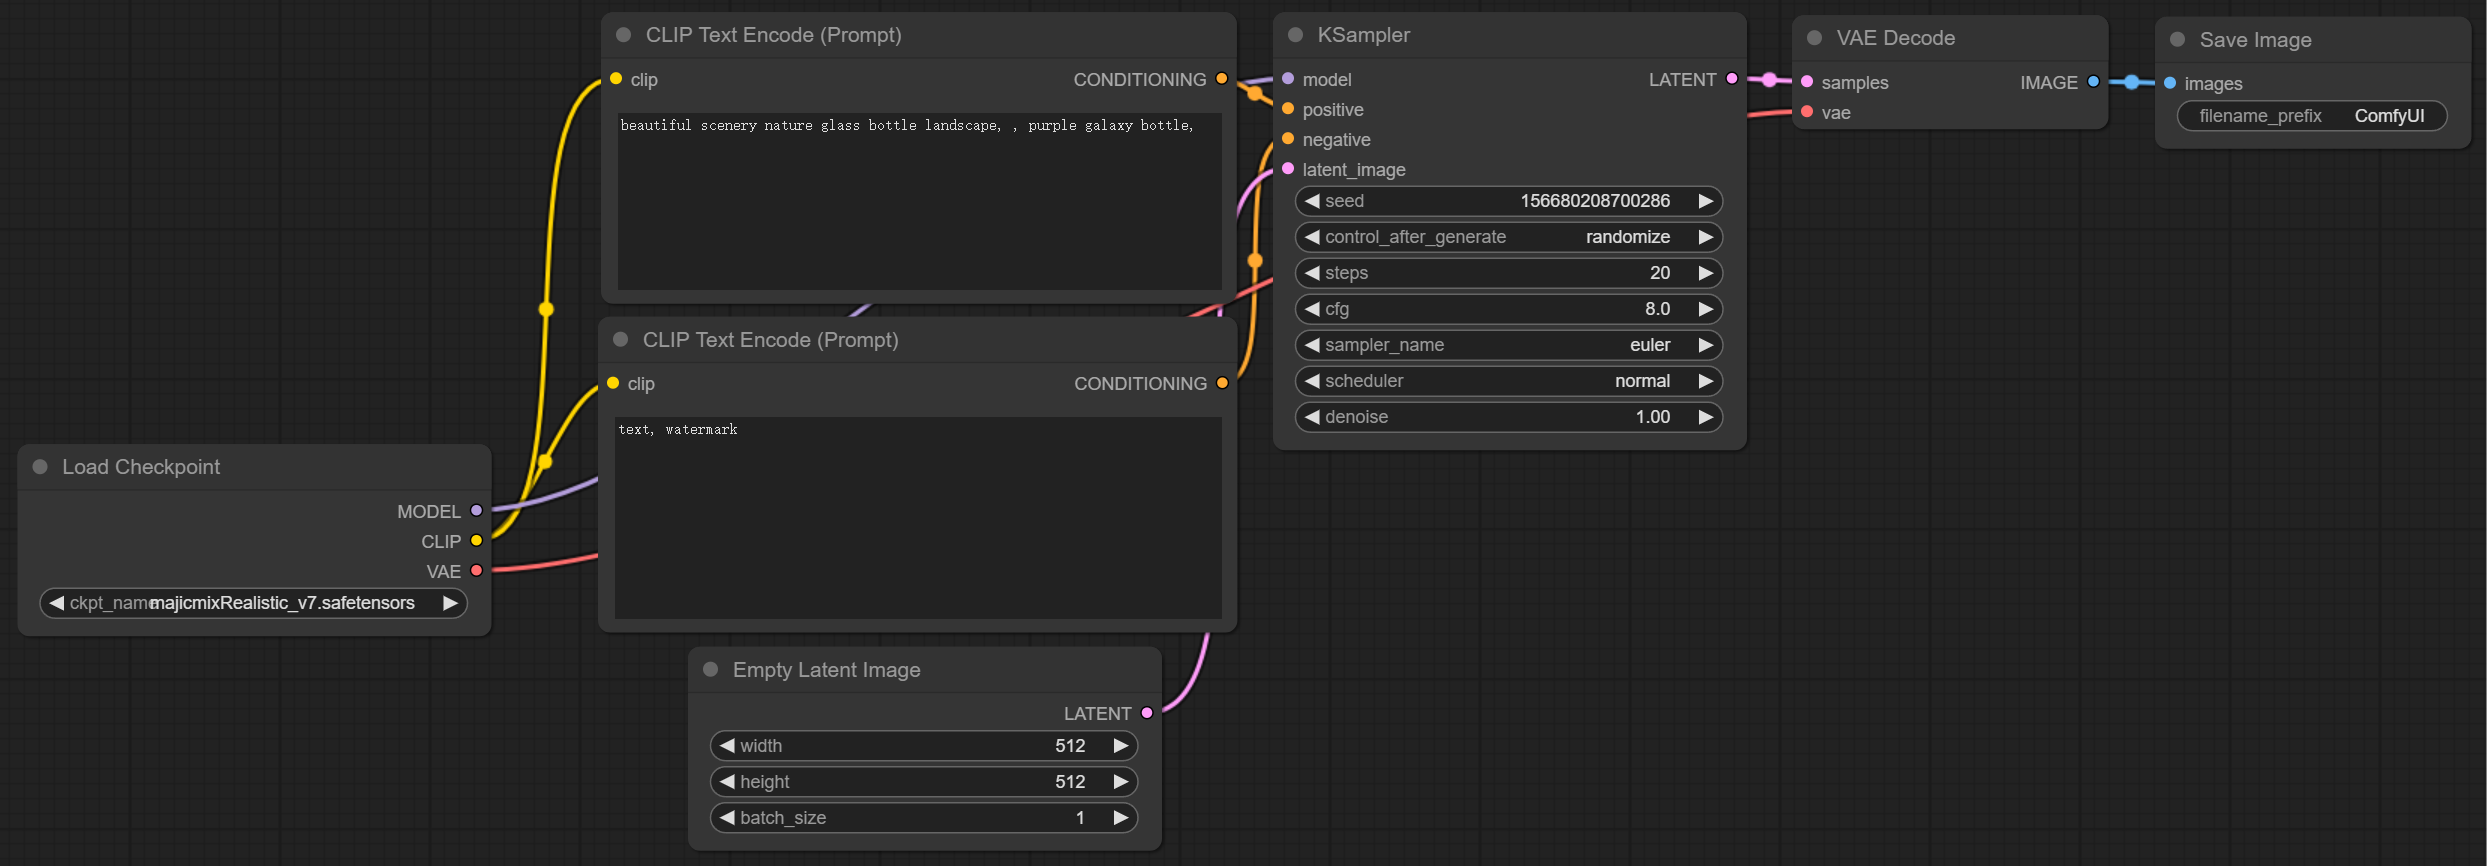 CLIP Text Encode (Prompt)
clip
CONDITIONING
beautiful scenery nature glass bottle landscape, , purple galaxy bottle,
CLIP Text Encode (Prompt)
clip
CONDITIONING
text, watermark
Load Checkpoint
MODEL
CLIP
VAE
ckpt_name majicmixRealistic_v7.safetensors
Empty Latent Image
LATENT
width 512
height 512
batch_size 1
KSampler
model LATENT
positive
negative
latent_image
seed 156680208700286
control_after_generate randomize
steps 20
cfg 8.0
sampler_name euler
scheduler normal
denoise 1.00
VAE Decode
samples IMAGE
vae
Save Image
images
filename_prefix ComfyUI